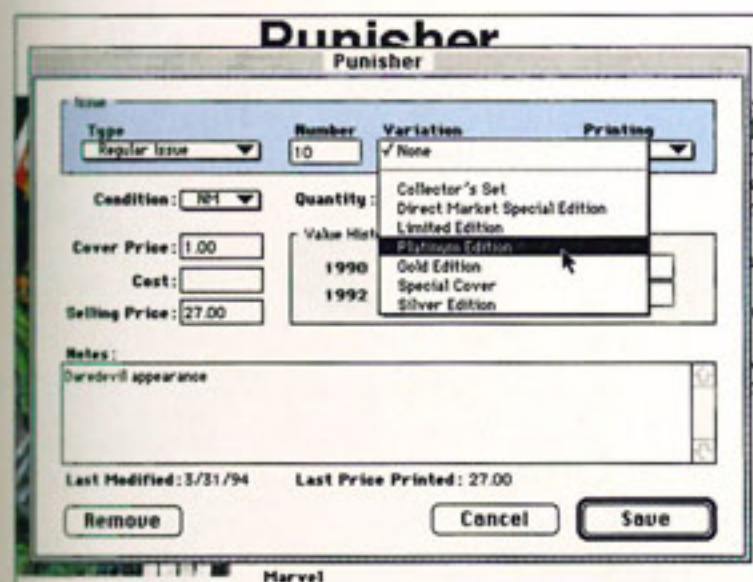 Punisher
Punisher
Issue
Type Number Variation Printing
Regular Issue 10 ✓ None
Collector's Set
Direct Market Special Edition
Limited Edition
Platinum Edition
Gold Edition
Special Cover
Silver Edition
Condition: NM Quantity:
Cover Price: 1.00 Value Hist
Cost: 1990
Selling Price: 27.00 1992
Notes:
Daredevil appearance
Last Modified: 3/31/94 Last Price Printed: 27.00
Remove Cancel Save
Marvel